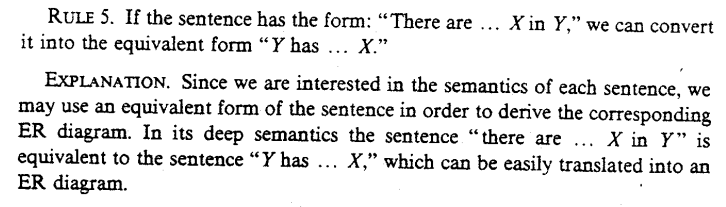 RULE 5. If the sentence has the form: “There are ... X in Y,” we can convert
it into the equivalent form “Y has ... X.”
EXPLANATION. Since we are interested in the semantics of each sentence, we
may use an equivalent form of the sentence in order to derive the corresponding
ER diagram. In its deep semantics the sentence “there are ... X in Y” is
equivalent to the sentence “Y has ... X,” which can be easily translated into an
ER diagram.